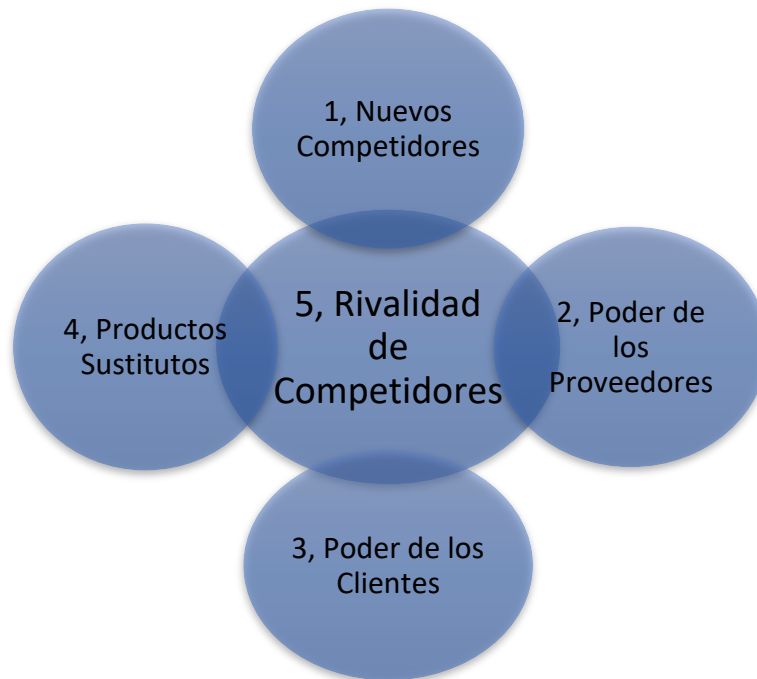 1, Nuevos
Competidores
5, Rivalidad
de
Competidores
4, Productos
Sustitutos
2, Poder de
los
Proveedores
3, Poder de los
Clientes